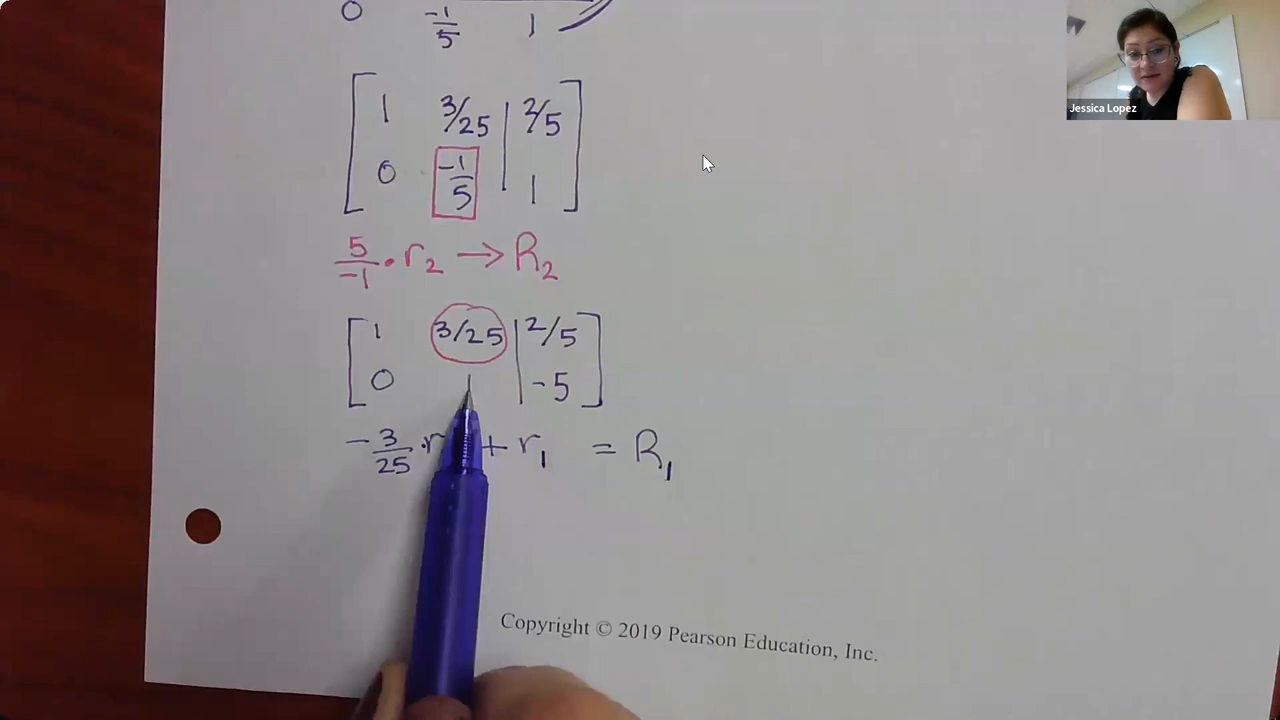 0 -1/5 1
Jessica Lopez
1 3/25 | 2/5
0 -1/5 | 1
5/-1 · r2 → R2
1 3/25 | 2/5
0 1 | -5
-3/25 · r + r1 = R1
Copyright © 2019 Pearson Education, Inc.